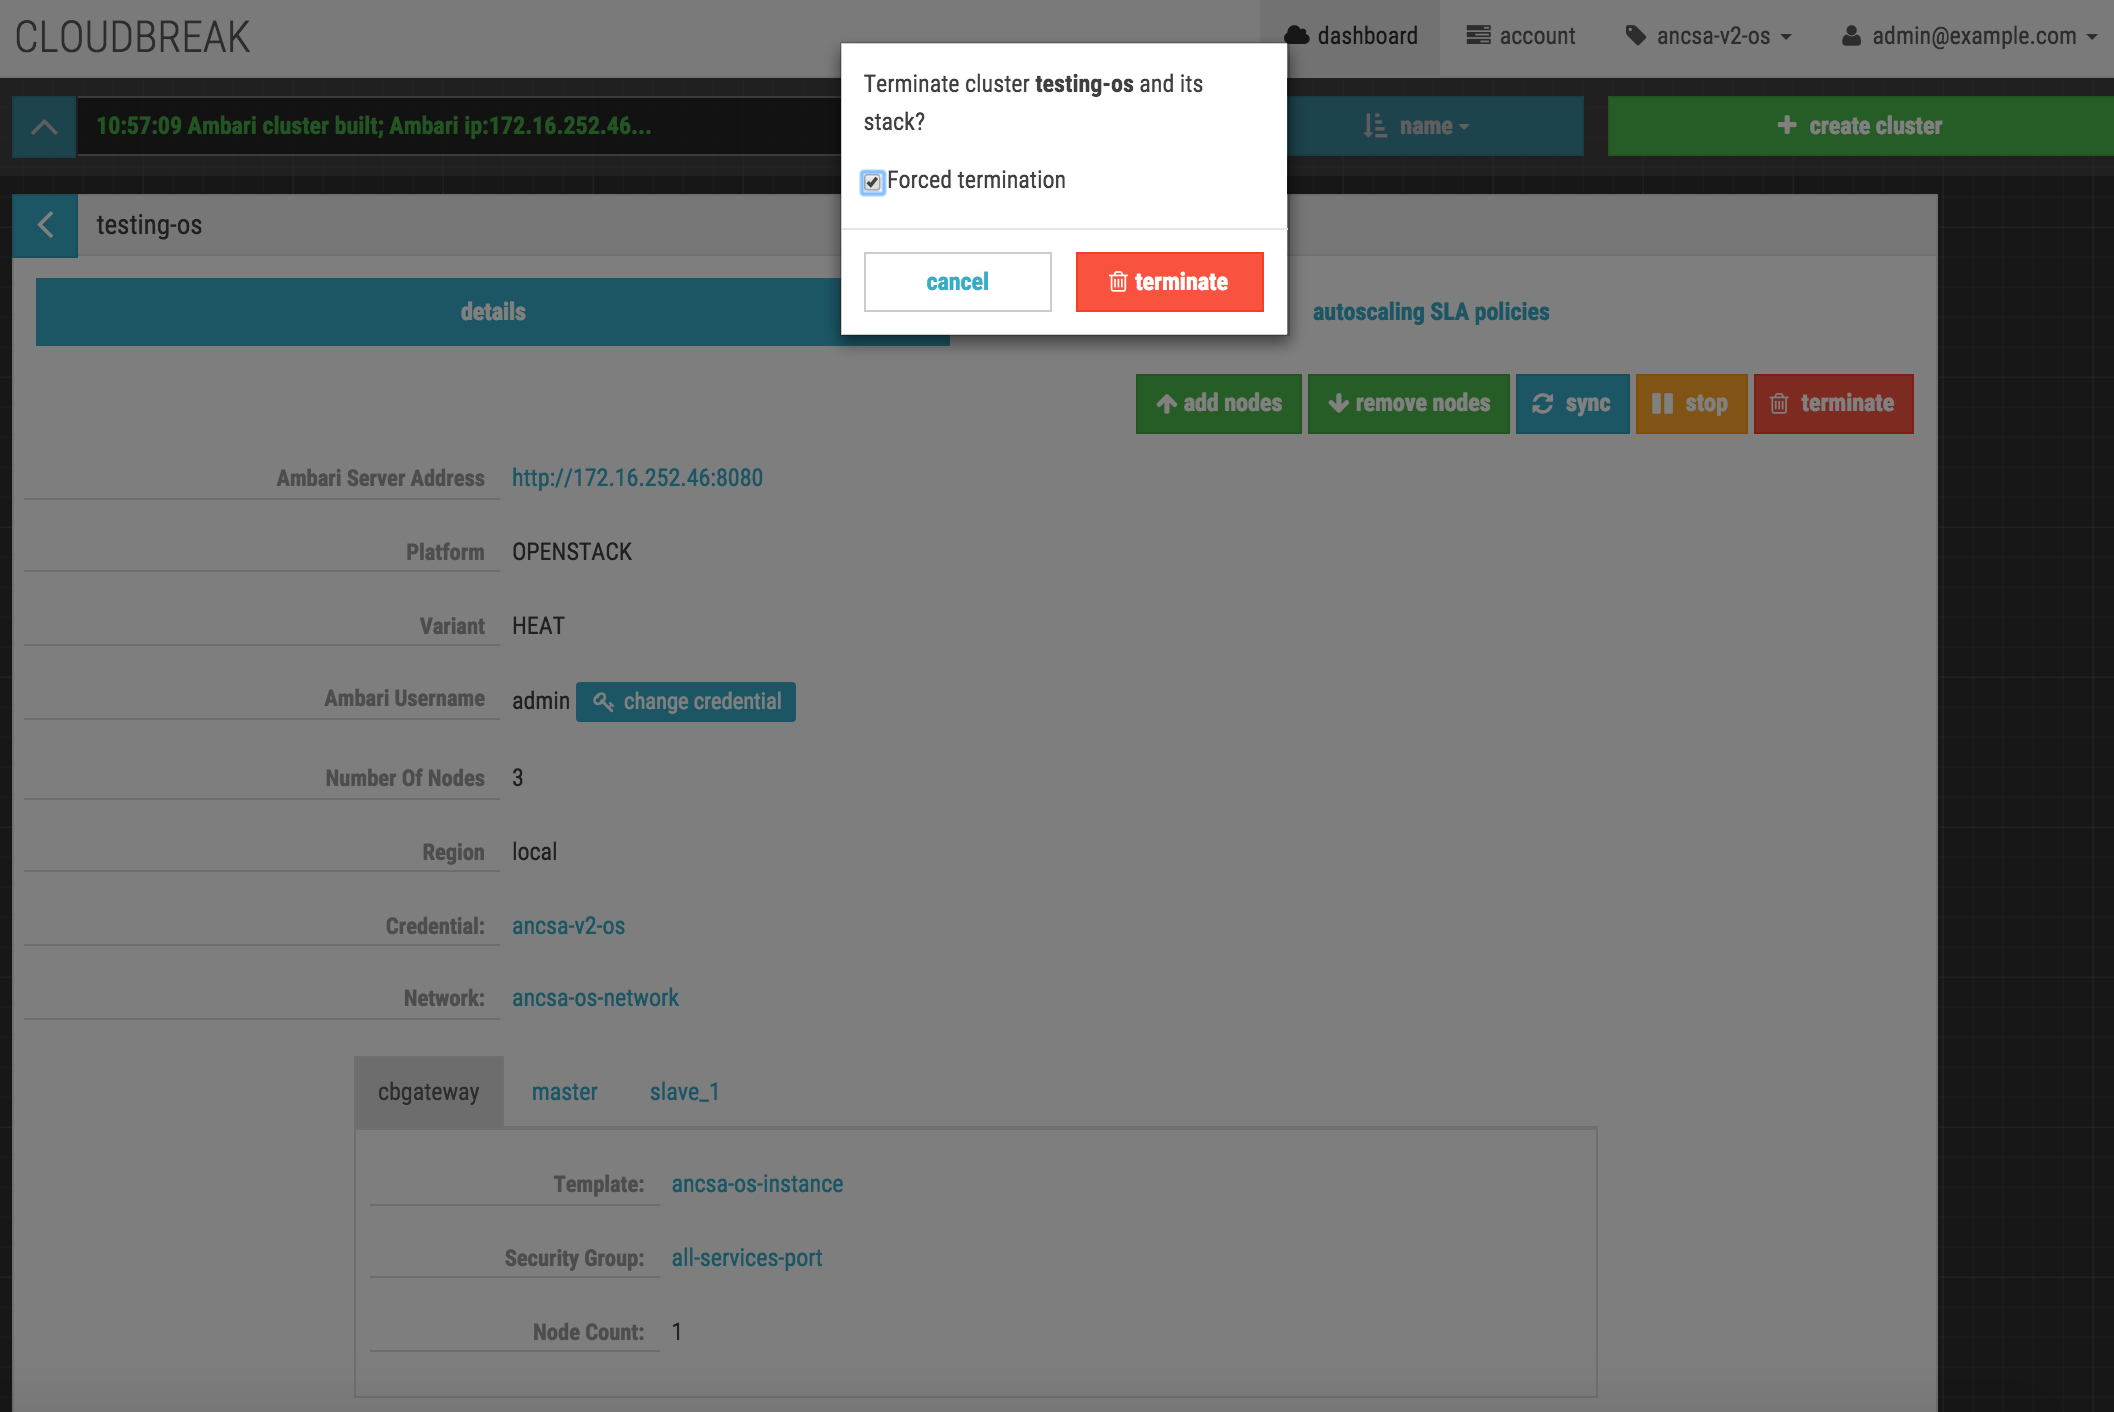 CLOUDBREAK
dashboard
account
ancsa-v2-os
admin@example.com
10:57:09 Ambari cluster built; Ambari ip:172.16.252.46...
name
create cluster
Terminate cluster testing-os and its
stack?
Forced termination
cancel
terminate
testing-os
details
autoscaling SLA policies
add nodes
remove nodes
sync
stop
terminate
Ambari Server Address http://172.16.252.46:8080
Platform OPENSTACK
Variant HEAT
Ambari Username admin change credential
Number Of Nodes 3
Region local
Credential: ancsa-v2-os
Network: ancsa-os-network
cbgateway master slave_1
Template: ancsa-os-instance
Security Group: all-services-port
Node Count: 1